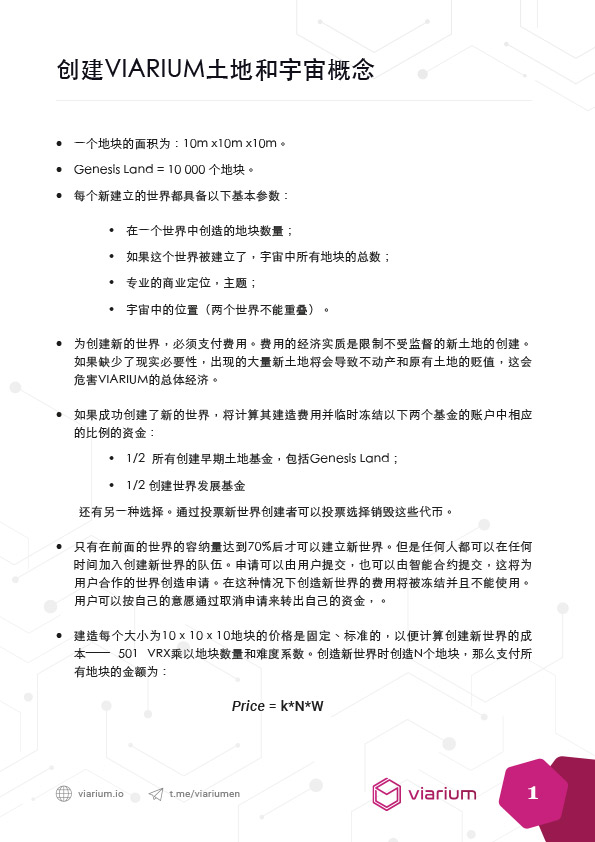 创建VIARIUM土地和宇宙概念
• 一个地块的面积为：10m x10m x10m。
• Genesis Land = 10 000 个地块。
• 每个新建立的世界都具备以下基本参数：
• 在一个世界中创造的地块数量；
• 如果这个世界被建立了，宇宙中所有地块的总数；
• 专业的商业定位，主题；
• 宇宙中的位置（两个世界不能重叠）。
• 为创建新的世界，必须支付费用。费用的经济实质是限制不受监督的新土地的创建。
如果缺少了现实必要性，出现的大量新土地将会导致不动产和原有土地的贬值，这会
危害VIARIUM的总体经济。
• 如果成功创建了新的世界，将计算其建造费用并临时冻结以下两个基金的账户中相应
的比例的资金：
• 1/2 所有创建早期土地基金，包括Genesis Land；
• 1/2 创建世界发展基金
还有另一种选择。通过投票新世界创建者可以投票选择销毁这些代币。
• 只有在前面的世界的容纳量达到70%后才可以建立新世界。但是任何人都可以在任何
时间加入创建新世界的队伍。申请可以由用户提交，也可以由智能合约提交，这将为
用户合作的世界创造申请。在这种情况下创造新世界的费用将被冻结并且不能使用。
用户可以按自己的意愿通过取消申请来转出自己的资金，。
• 建造每个大小为10 x 10 x 10地块的价格是固定、标准的，以便计算创建新世界的成
本—— 501 VRX乘以地块数量和难度系数。创造新世界时创造N个地块，那么支付所
有地块的金额为：
Price = k*N*W
viarium.io t.me/viariumen viarium 1